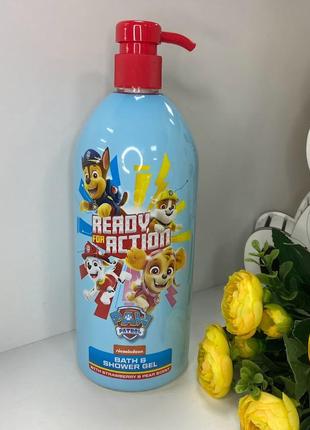 READY
FOR ACTION
PAW
PATROL
nickelodeon
BATH &
SHOWER GEL
WITH STRAWBERRY & PEAR SCENT